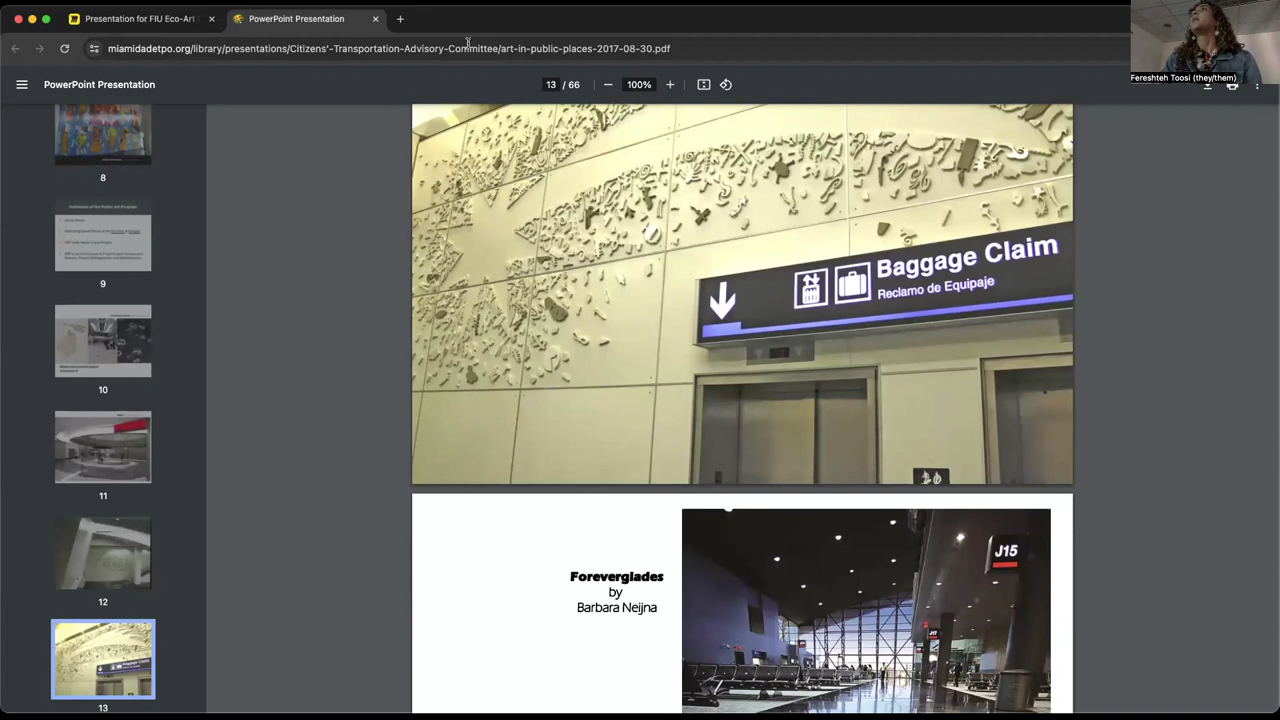 Presentation for FIU Eco-Art
PowerPoint Presentation
miamidadetpo.org/library/presentations/Citizens'-Transportation-Advisory-Committee/art-in-public-places-2017-08-30.pdf
Fereshteh Toosi (they/them)
PowerPoint Presentation
13 / 66
100%
8
9
10
11
12
13
Baggage Claim
Reclamo de Equipaje
Foreverglades
by
Barbara Neijna
J15
J17